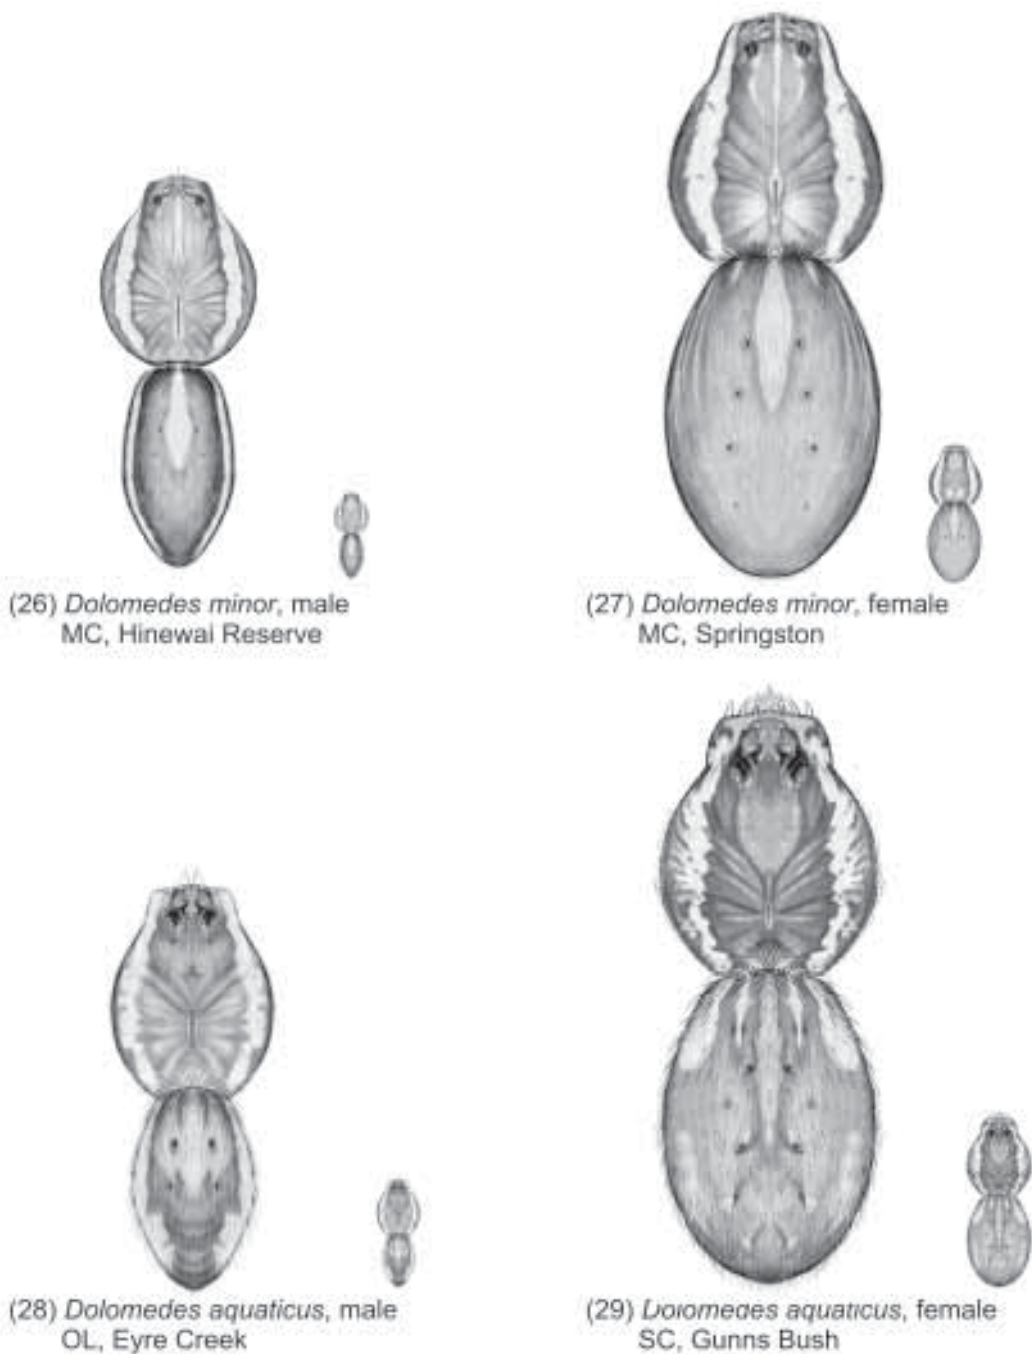 (26) Dolomedes minor, male
MC, Hinewai Reserve
(27) Dolomedes minor, female
MC, Springston
(28) Dolomedes aquaticus, male
OL, Eyre Creek
(29) Dolomedes aquaticus, female
SC, Gunns Bush